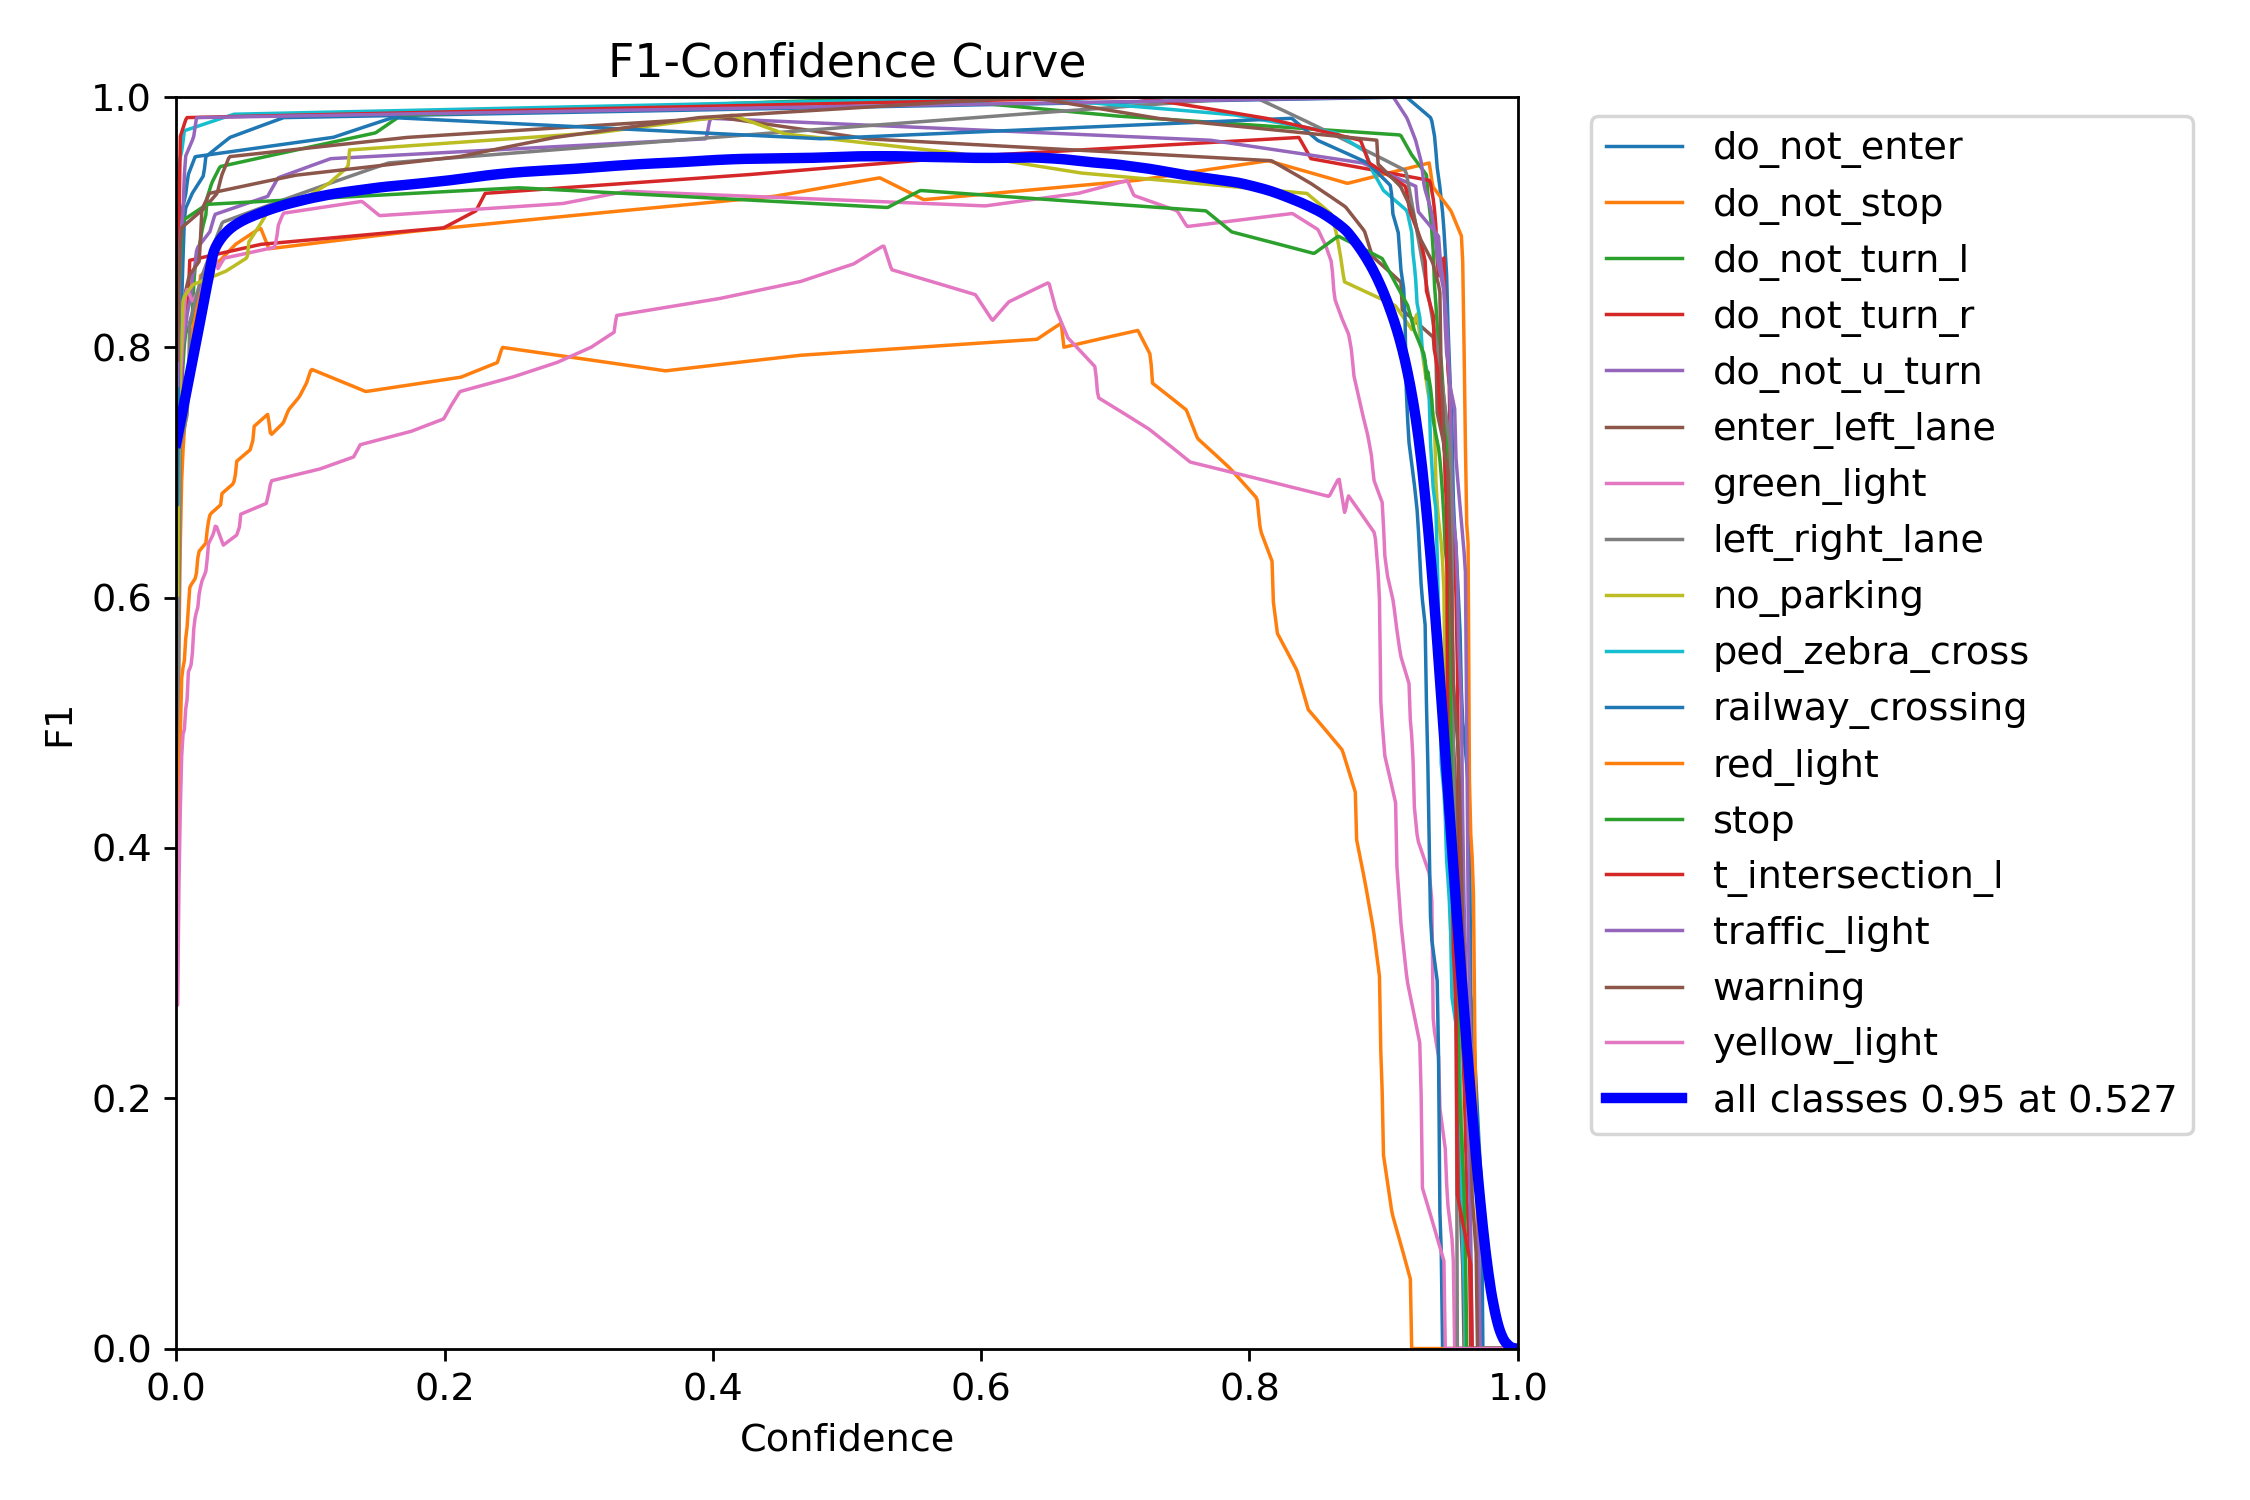 F1-Confidence Curve
1.0
0.8
0.6
0.4
0.2
0.0
F1
0.0 0.2 0.4 0.6 0.8 1.0
Confidence
do_not_enter
do_not_stop
do_not_turn_l
do_not_turn_r
do_not_u_turn
enter_left_lane
green_light
left_right_lane
no_parking
ped_zebra_cross
railway_crossing
red_light
stop
t_intersection_l
traffic_light
warning
yellow_light
all classes 0.95 at 0.527